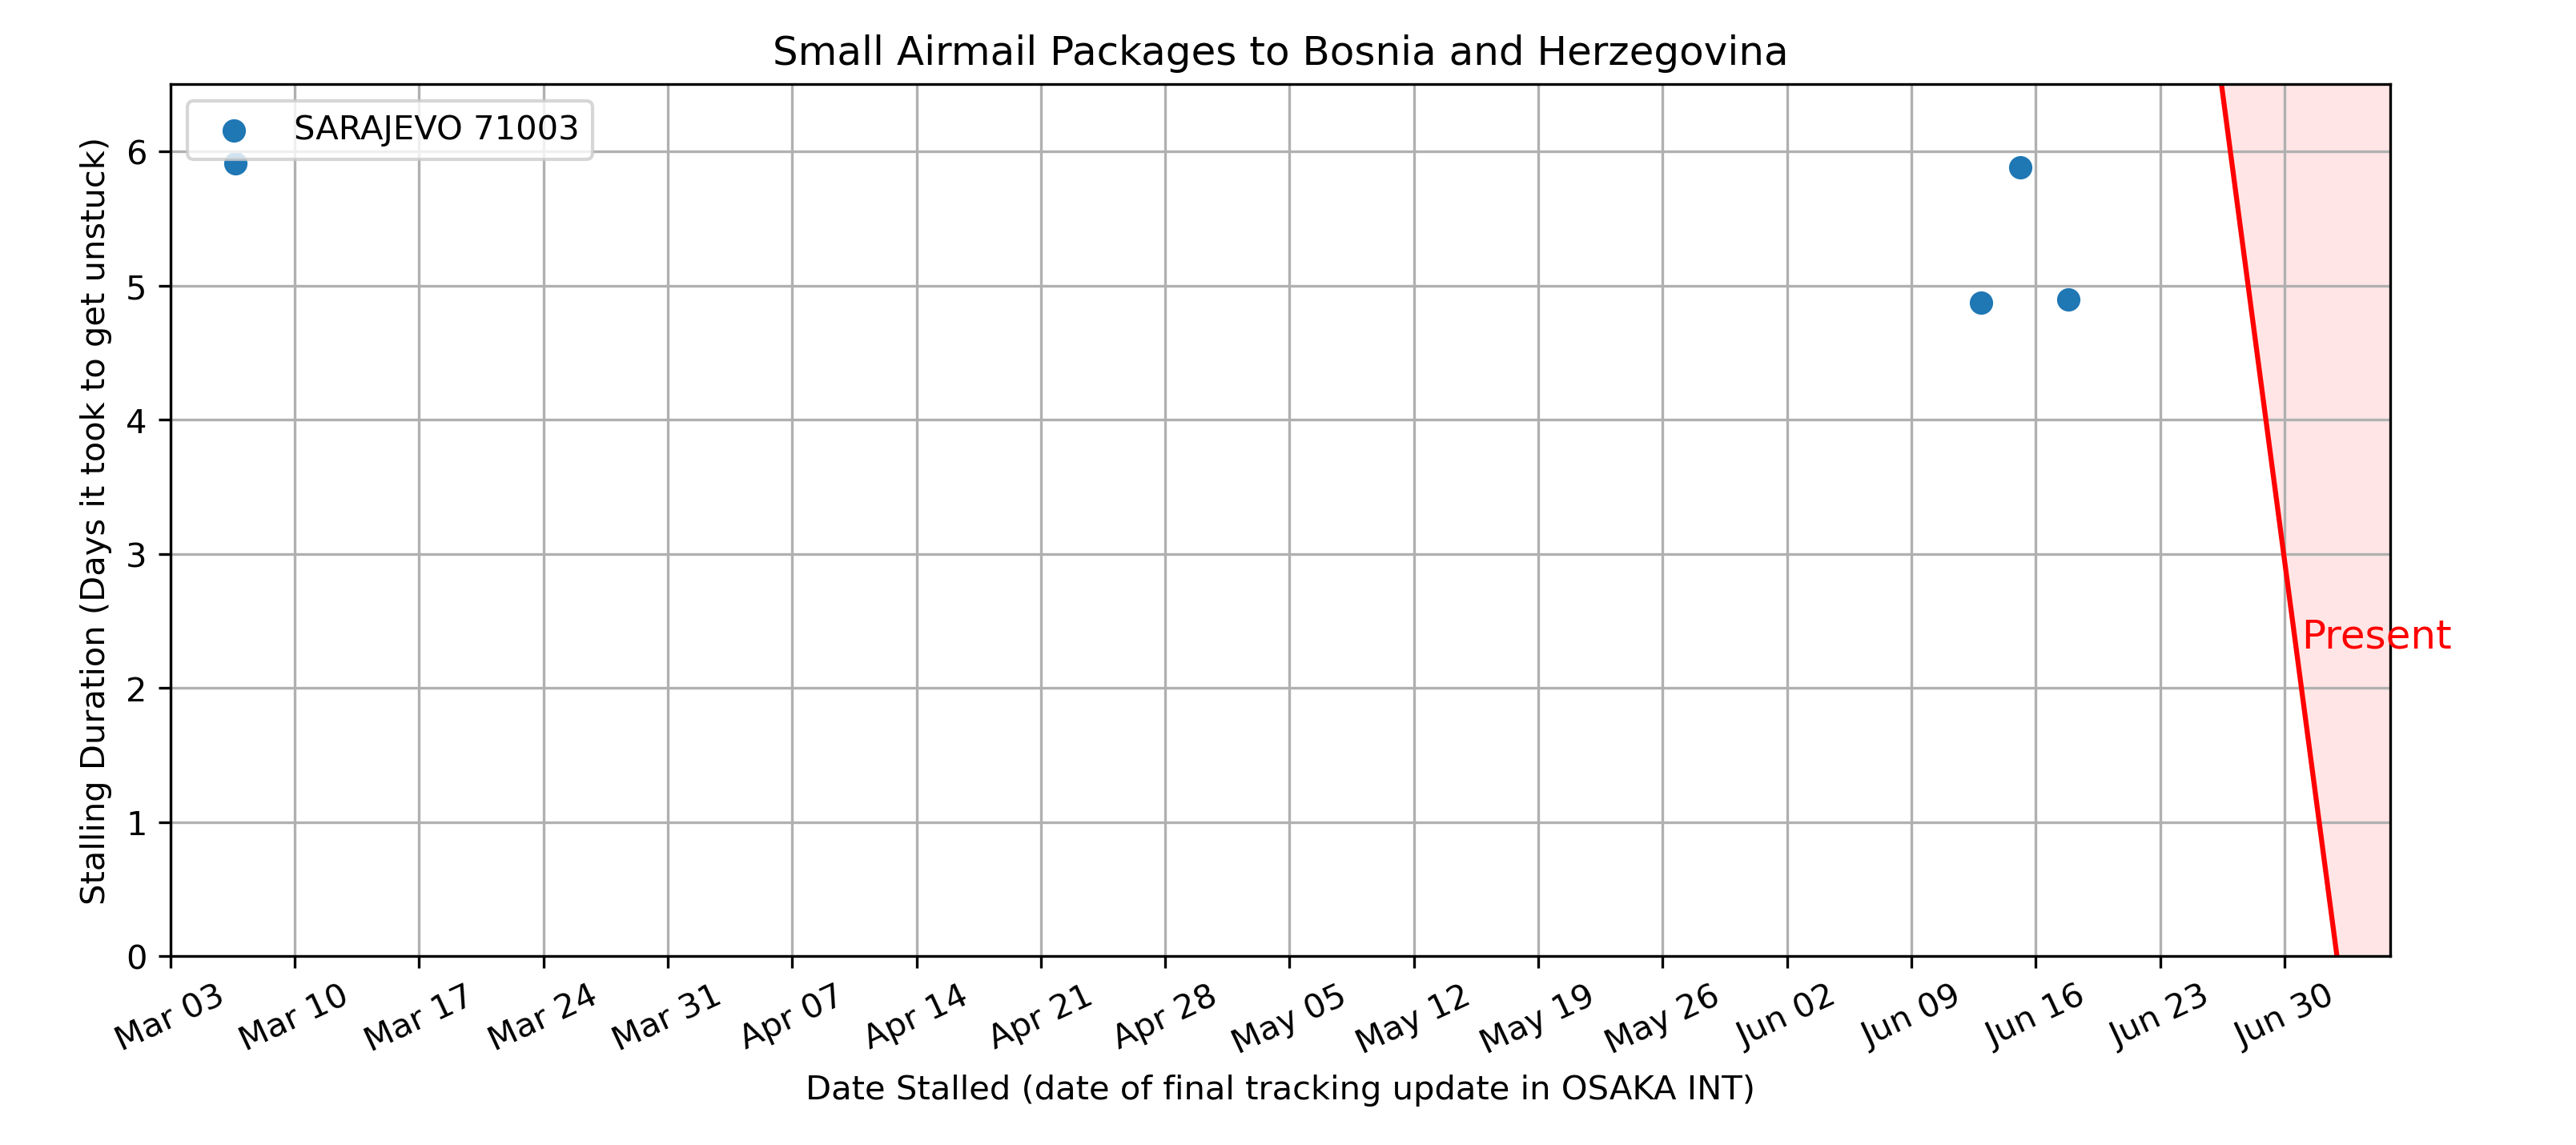 Small Airmail Packages to Bosnia and Herzegovina
SARAJEVO 71003
Stalling Duration (Days it took to get unstuck)
6
5
4
3
2
1
0
Present
Mar 03
Mar 10
Mar 17
Mar 24
Mar 31
Apr 07
Apr 14
Apr 21
Apr 28
May 05
May 12
May 19
May 26
Jun 02
Jun 09
Jun 16
Jun 23
Jun 30
Date Stalled (date of final tracking update in OSAKA INT)